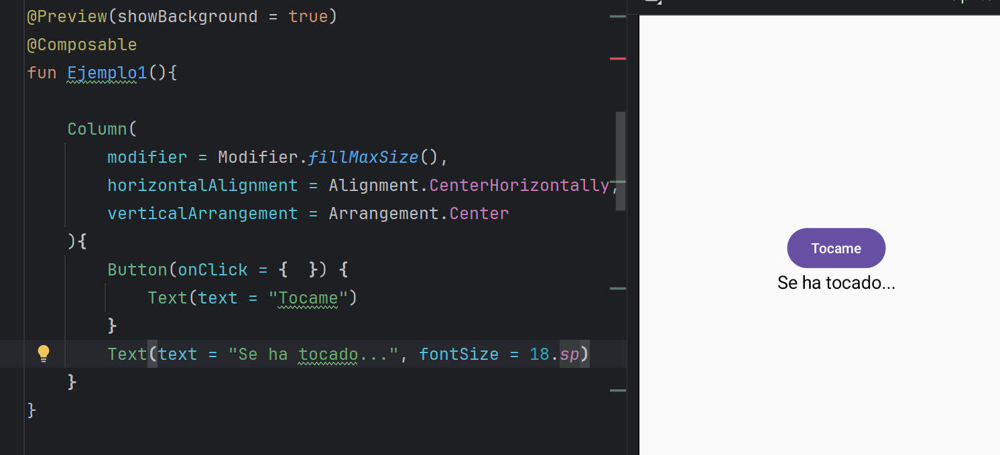 @Preview(showBackground = true)
@Composable
fun Ejemplo1(){
Column(
modifier = Modifier.fillMaxSize(),
horizontalAlignment = Alignment.CenterHorizontally,
verticalArrangement = Arrangement.Center
){
Button(onClick = {  }) {
Text(text = "Tocame")
}
Text(text = "Se ha tocado...", fontSize = 18.sp)
}
}
Tocame
Se ha tocado...